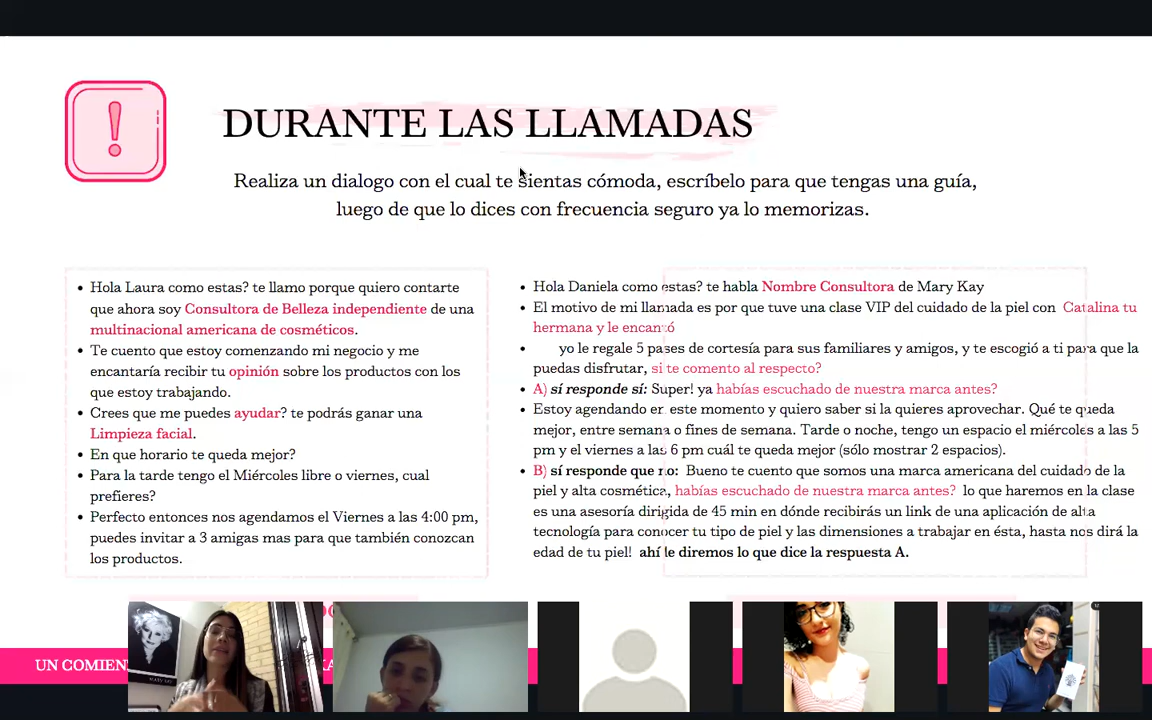 DURANTE LAS LLAMADAS
Realiza un dialogo con el cual te sientas cómoda, escríbelo para que tengas una guía,
luego de que lo dices con frecuencia seguro ya lo memorizas.
Hola Laura como estas? te llamo porque quiero contarte
que ahora soy Consultora de Belleza independiente de una
multinacional americana de cosméticos.
Te cuento que estoy comenzando mi negocio y me
encantaría recibir tu opinión sobre los productos con los
que estoy trabajando.
Crees que me puedes ayudar? te podrás ganar una
Limpieza facial.
En que horario te queda mejor?
Para la tarde tengo el Miércoles libre o viernes, cual
prefieres?
Perfecto entonces nos agendamos el Viernes a las 4:00 pm,
puedes invitar a 3 amigas mas para que también conozcan
los productos.
Hola Daniela como estas? te habla Nombre Consultora de Mary Kay
El motivo de mi llamada es por que tuve una clase VIP del cuidado de la piel con Catalina tu
hermana y le encantó
yo le regale 5 pases de cortesía para sus familiares y amigos, y te escogió a ti para que la
puedas disfrutar, si te comento al respecto?
A) sí responde sí: Super! ya habías escuchado de nuestra marca antes?
Estoy agendando en este momento y quiero saber si la quieres aprovechar. Qué te queda
mejor, entre semana o fines de semana. Tarde o noche, tengo un espacio el miércoles a las 5
pm y el viernes a las 6 pm cuál te queda mejor (sólo mostrar 2 espacios).
B) sí responde que no: Bueno te cuento que somos una marca americana del cuidado de la
piel y alta cosmética, habías escuchado de nuestra marca antes? lo que haremos en la clase
es una asesoría dirigida de 45 min en dónde recibirás un link de una aplicación de alta
tecnología para conocer tu tipo de piel y las dimensiones a trabajar en ésta, hasta nos dirá la
edad de tu piel! ahí le diremos lo que dice la respuesta A.
MARY KAY
UN COMIEN